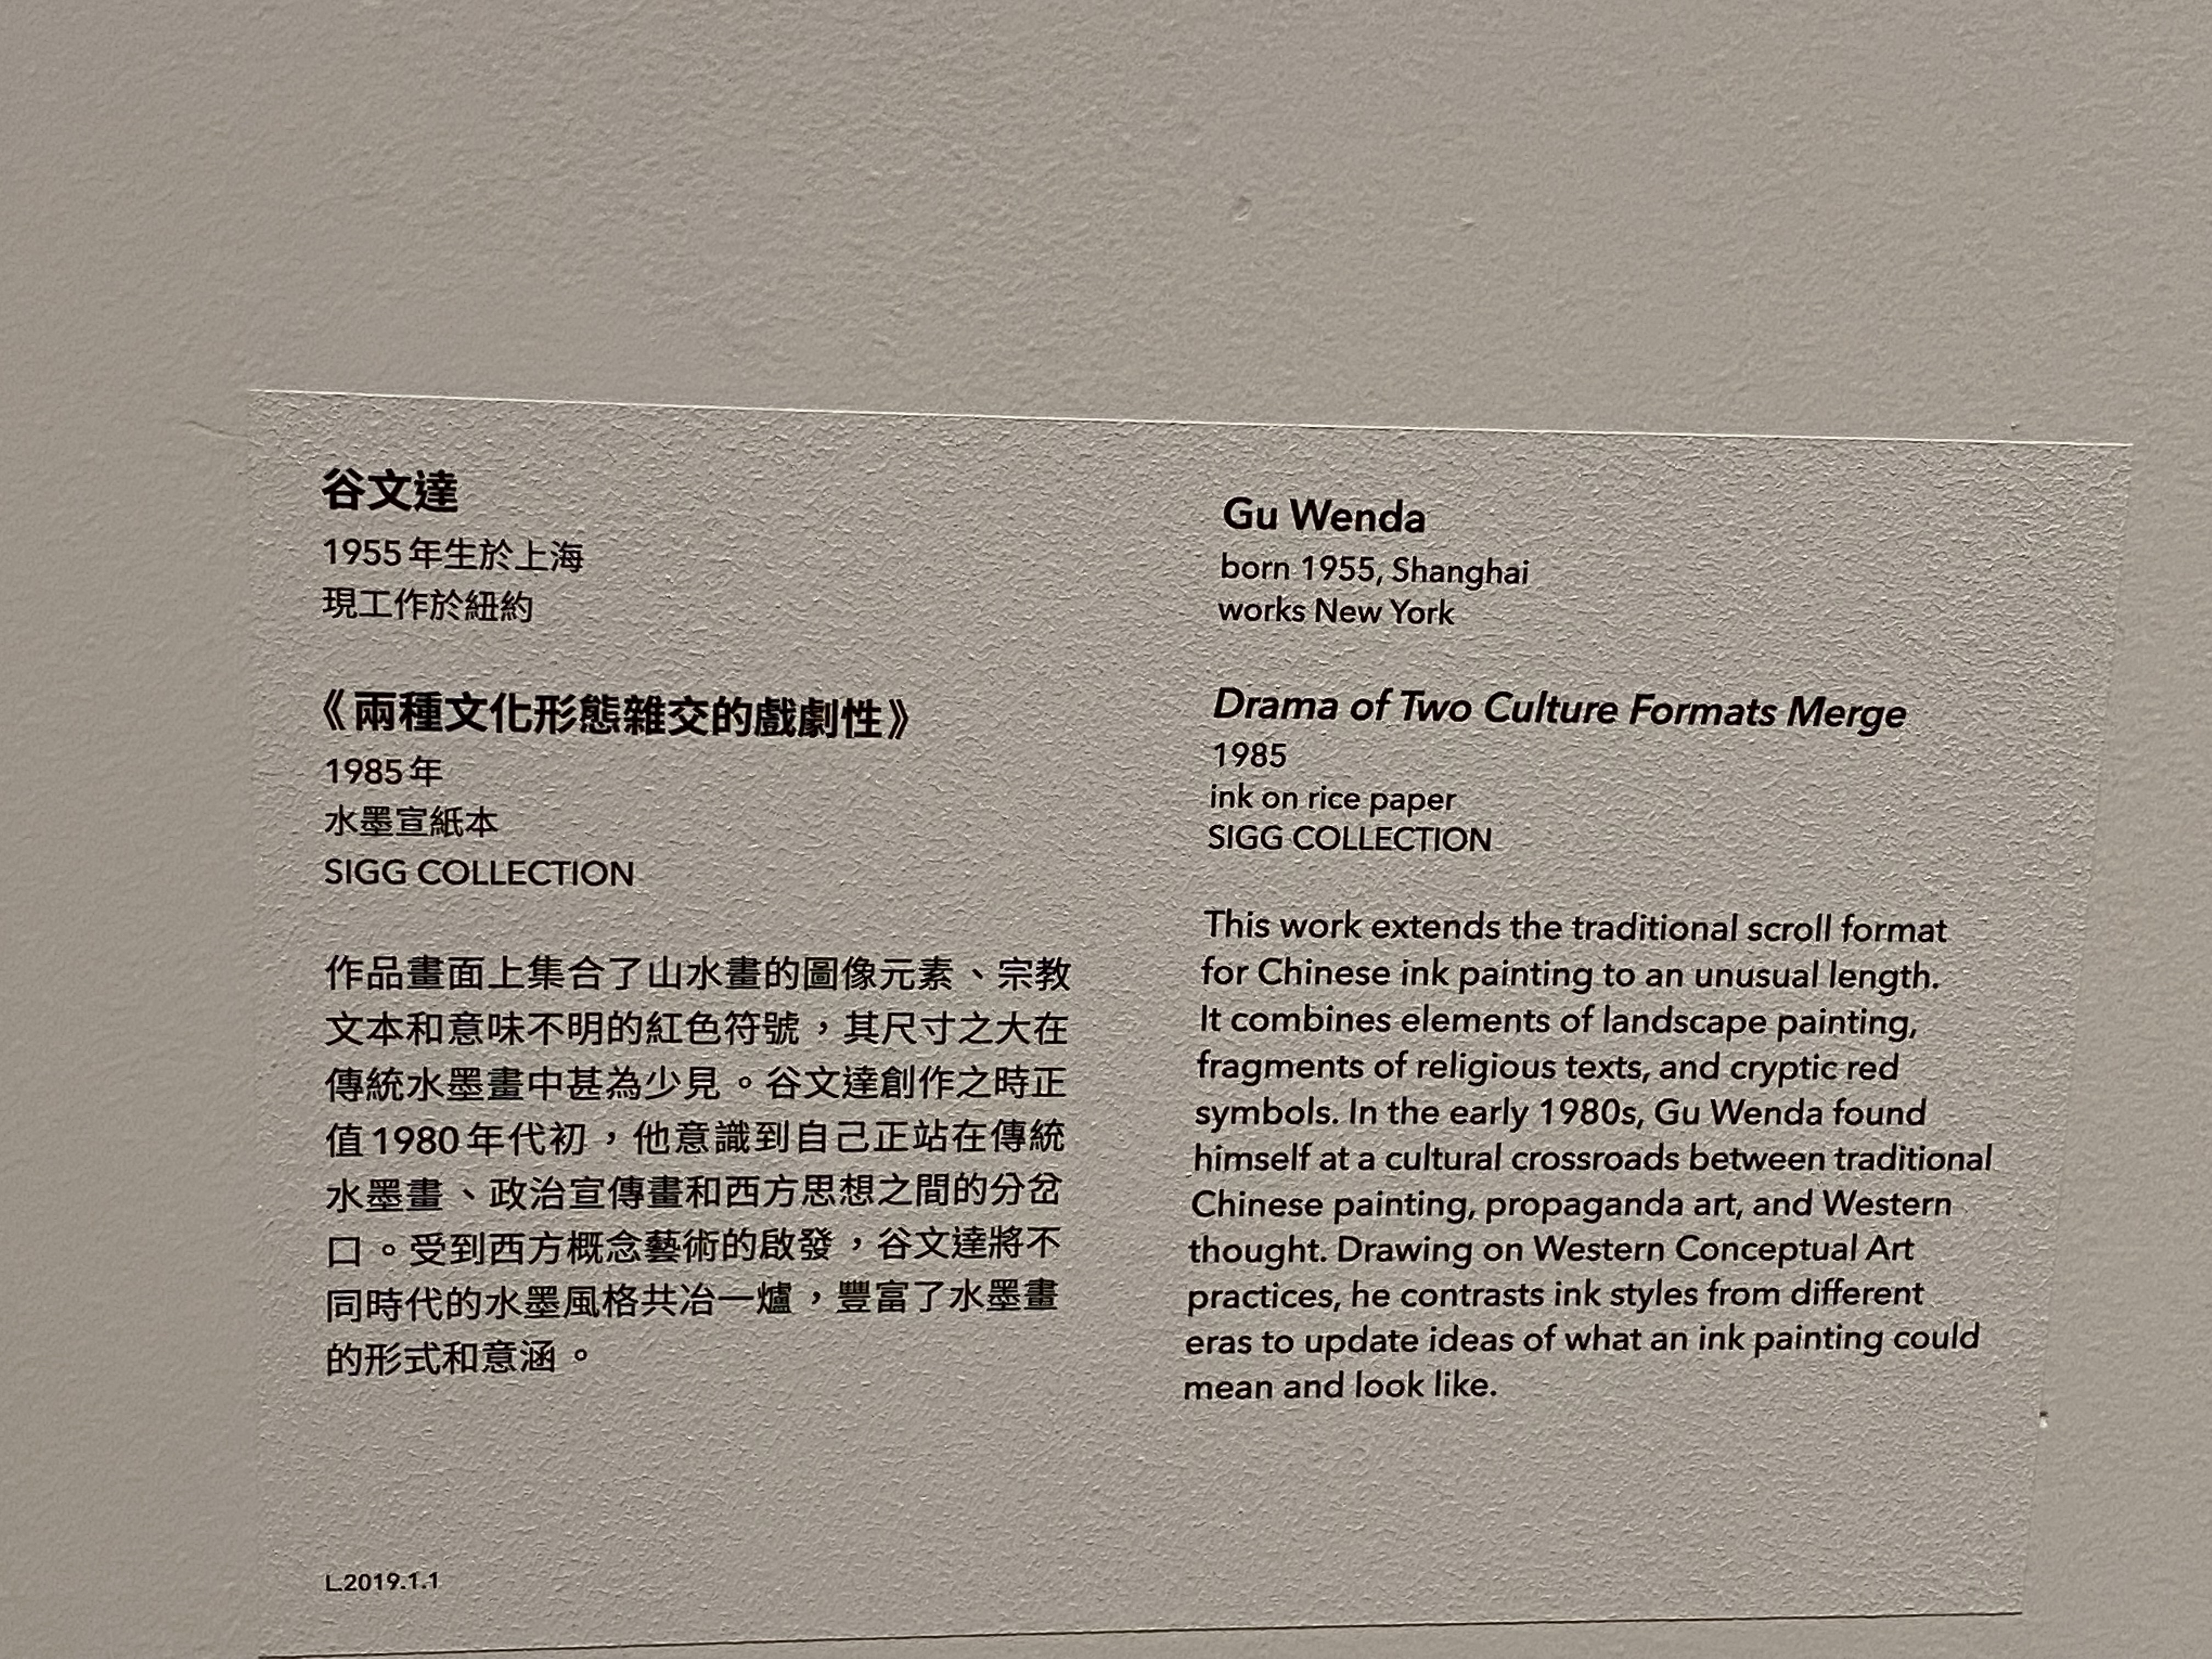 谷文達
1955年生於上海
現工作於紐約
《兩種文化形態雜交的戲劇性》
1985年
水墨宣紙本
SIGG COLLECTION
作品畫面上集合了山水畫的圖像元素、宗教
文本和意味不明的紅色符號，其尺寸之大在
傳統水墨畫中甚為少見。谷文達創作之時正
值1980年代初，他意識到自己正站在傳統
水墨畫、政治宣傳畫和西方思想之間的分岔
口。受到西方概念藝術的啟發，谷文達將不
同時代的水墨風格共冶一爐，豐富了水墨畫
的形式和意涵。
L.2019.1.1
Gu Wenda
born 1955, Shanghai
works New York
Drama of Two Culture Formats Merge
1985
ink on rice paper
SIGG COLLECTION
This work extends the traditional scroll format
for Chinese ink painting to an unusual length.
It combines elements of landscape painting,
fragments of religious texts, and cryptic red
symbols. In the early 1980s, Gu Wenda found
himself at a cultural crossroads between traditional
Chinese painting, propaganda art, and Western
thought. Drawing on Western Conceptual Art
practices, he contrasts ink styles from different
eras to update ideas of what an ink painting could
mean and look like.